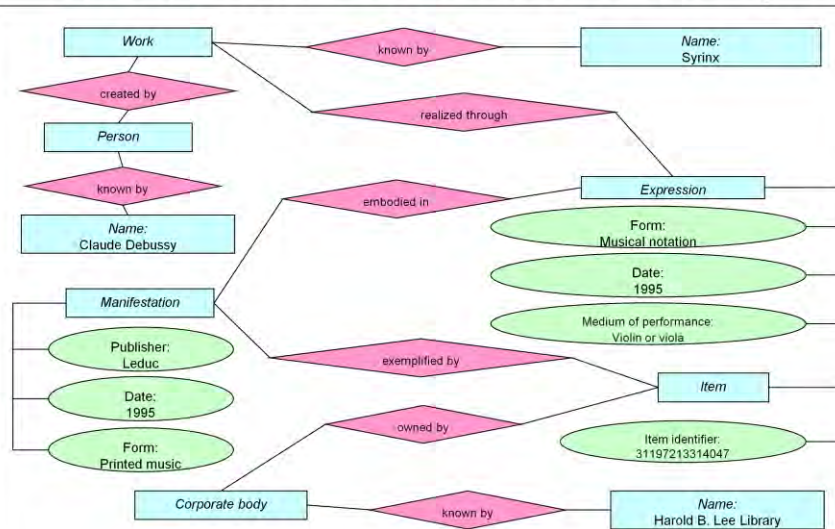 Work
known by
Name:
Syrinx
created by
realized through
Person
known by
embodied in
Expression
Name:
Claude Debussy
Form:
Musical notation
Date:
1995
Manifestation
Medium of performance:
Violin or viola
Publisher:
Leduc
exemplified by
Item
Date:
1995
owned by
Form:
Printed music
Item identifier:
31197213314047
Corporate body
known by
Name:
Harold B. Lee Library